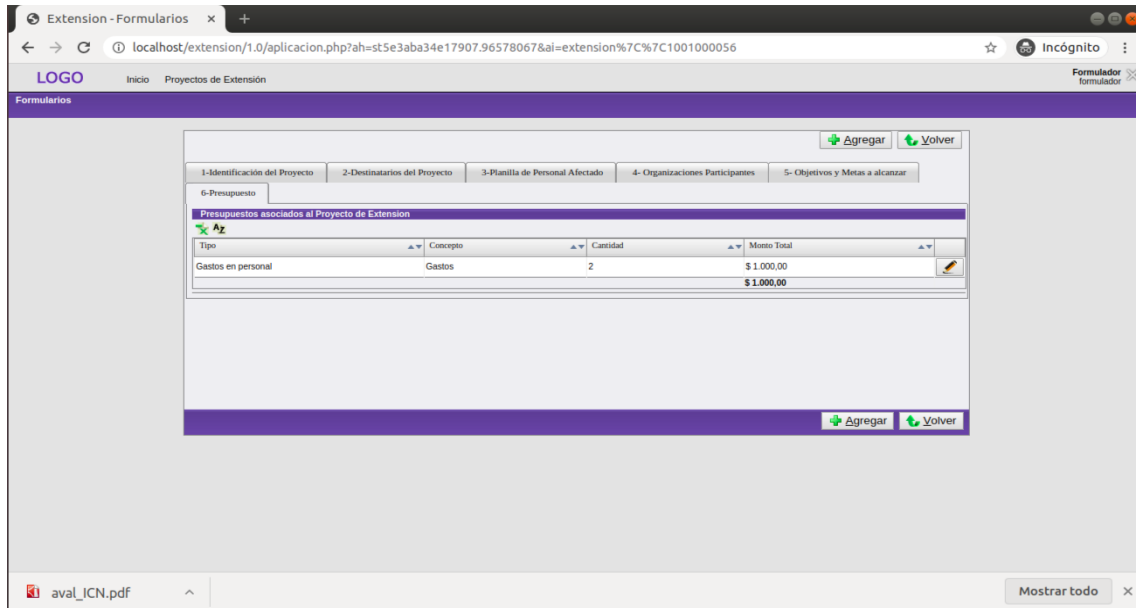 Extension - Formularios
localhost/extension/1.0/aplicacion.php?ah=st5e3aba34e17907.96578067&ai=extension%7C%7C1001000056
Incógnito
LOGO Inicio Proyectos de Extensión Formulador
formulador
Formularios
Agregar Volver
1-Identificación del Proyecto 2-Destinatarios del Proyecto 3-Planilla de Personal Afectado 4- Organizaciones Participantes 5- Objetivos y Metas a alcanzar
6-Presupuesto
Presupuestos asociados al Proyecto de Extension
AZ
Tipo Concepto Cantidad Monto Total
Gastos en personal Gastos 2 $ 1.000,00
$ 1.000,00
Agregar Volver
aval_ICN.pdf Mostrar todo